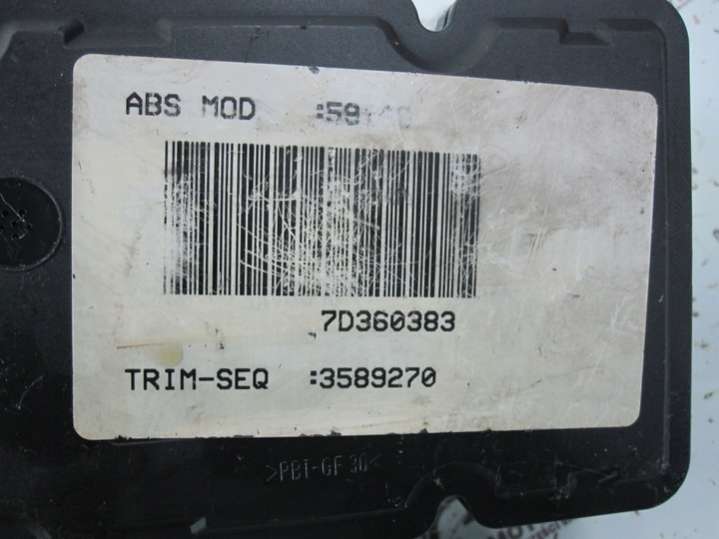 ABS MOD
7D360383
TRIM-SEQ :3589270
>PBT-GF30<